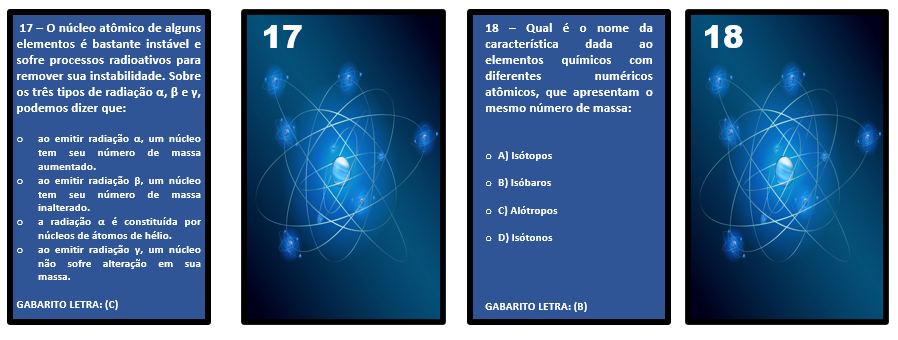 17 – O núcleo atômico de alguns
elementos é bastante instável e
sofre processos radioativos para
remover sua instabilidade. Sobre
os três tipos de radiação α, β e γ,
podemos dizer que:
o ao emitir radiação α, um núcleo
tem seu número de massa
aumentado.
o ao emitir radiação β, um núcleo
tem seu número de massa
inalterado.
o a radiação α é constituída por
núcleos de átomos de hélio.
o ao emitir radiação γ, um núcleo
não sofre alteração em sua
massa.
GABARITO LETRA: (C)
17
18 – Qual é o nome da
característica dada ao
elementos químicos com
diferentes numéricos
atômicos, que apresentam o
mesmo número de massa:
o A) Isótopos
o B) Isóbaros
o C) Alótropos
o D) Isótonos
GABARITO LETRA: (B)
18